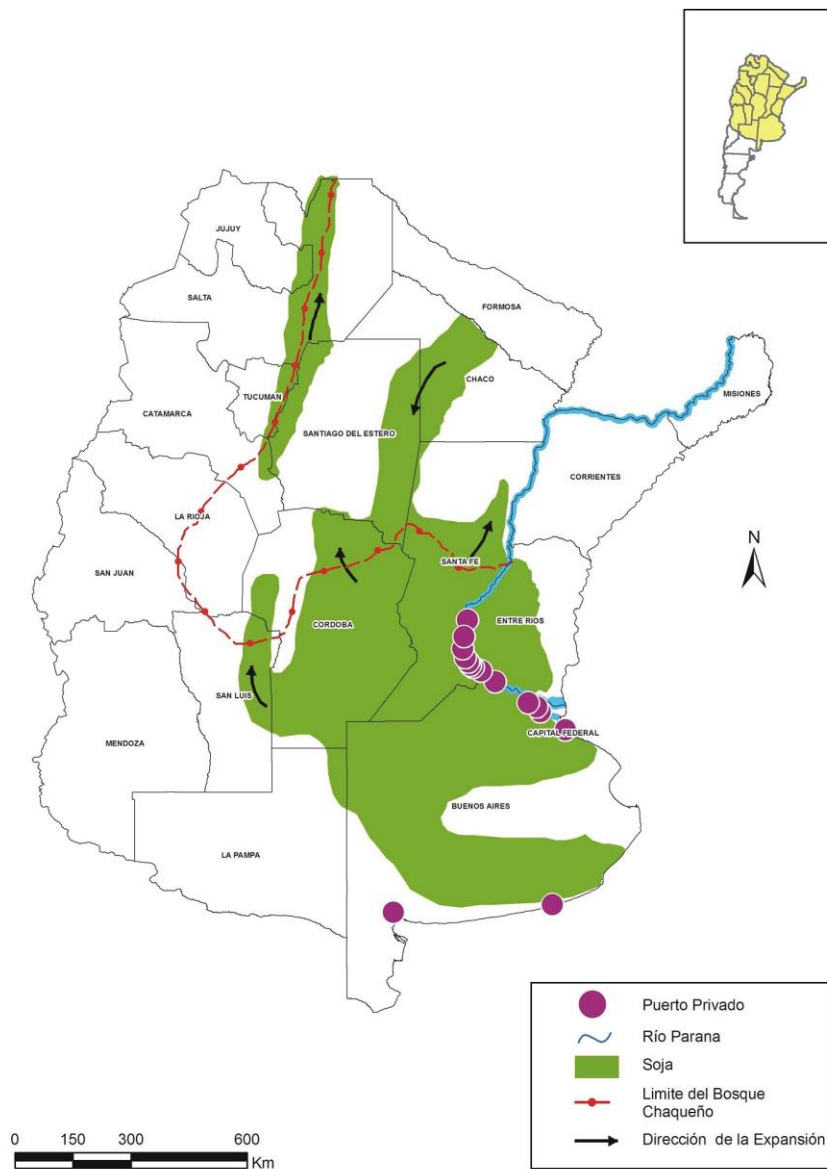 JUJUY
SALTA
FORMOSA
CHACO
MISIONES
TUCUMAN
CATAMARCA
SANTIAGO DEL ESTERO
CORRIENTES
LA RIOJA
N
SANTA FE
SAN JUAN
ENTRE RIOS
CORDOBA
SAN LUIS
MENDOZA
CAPITAL FEDERAL
BUENOS AIRES
LA PAMPA
Puerto Privado
Río Parana
Soja
Limite del Bosque
Chaqueño
Dirección de la Expansión
0 150 300 600
Km